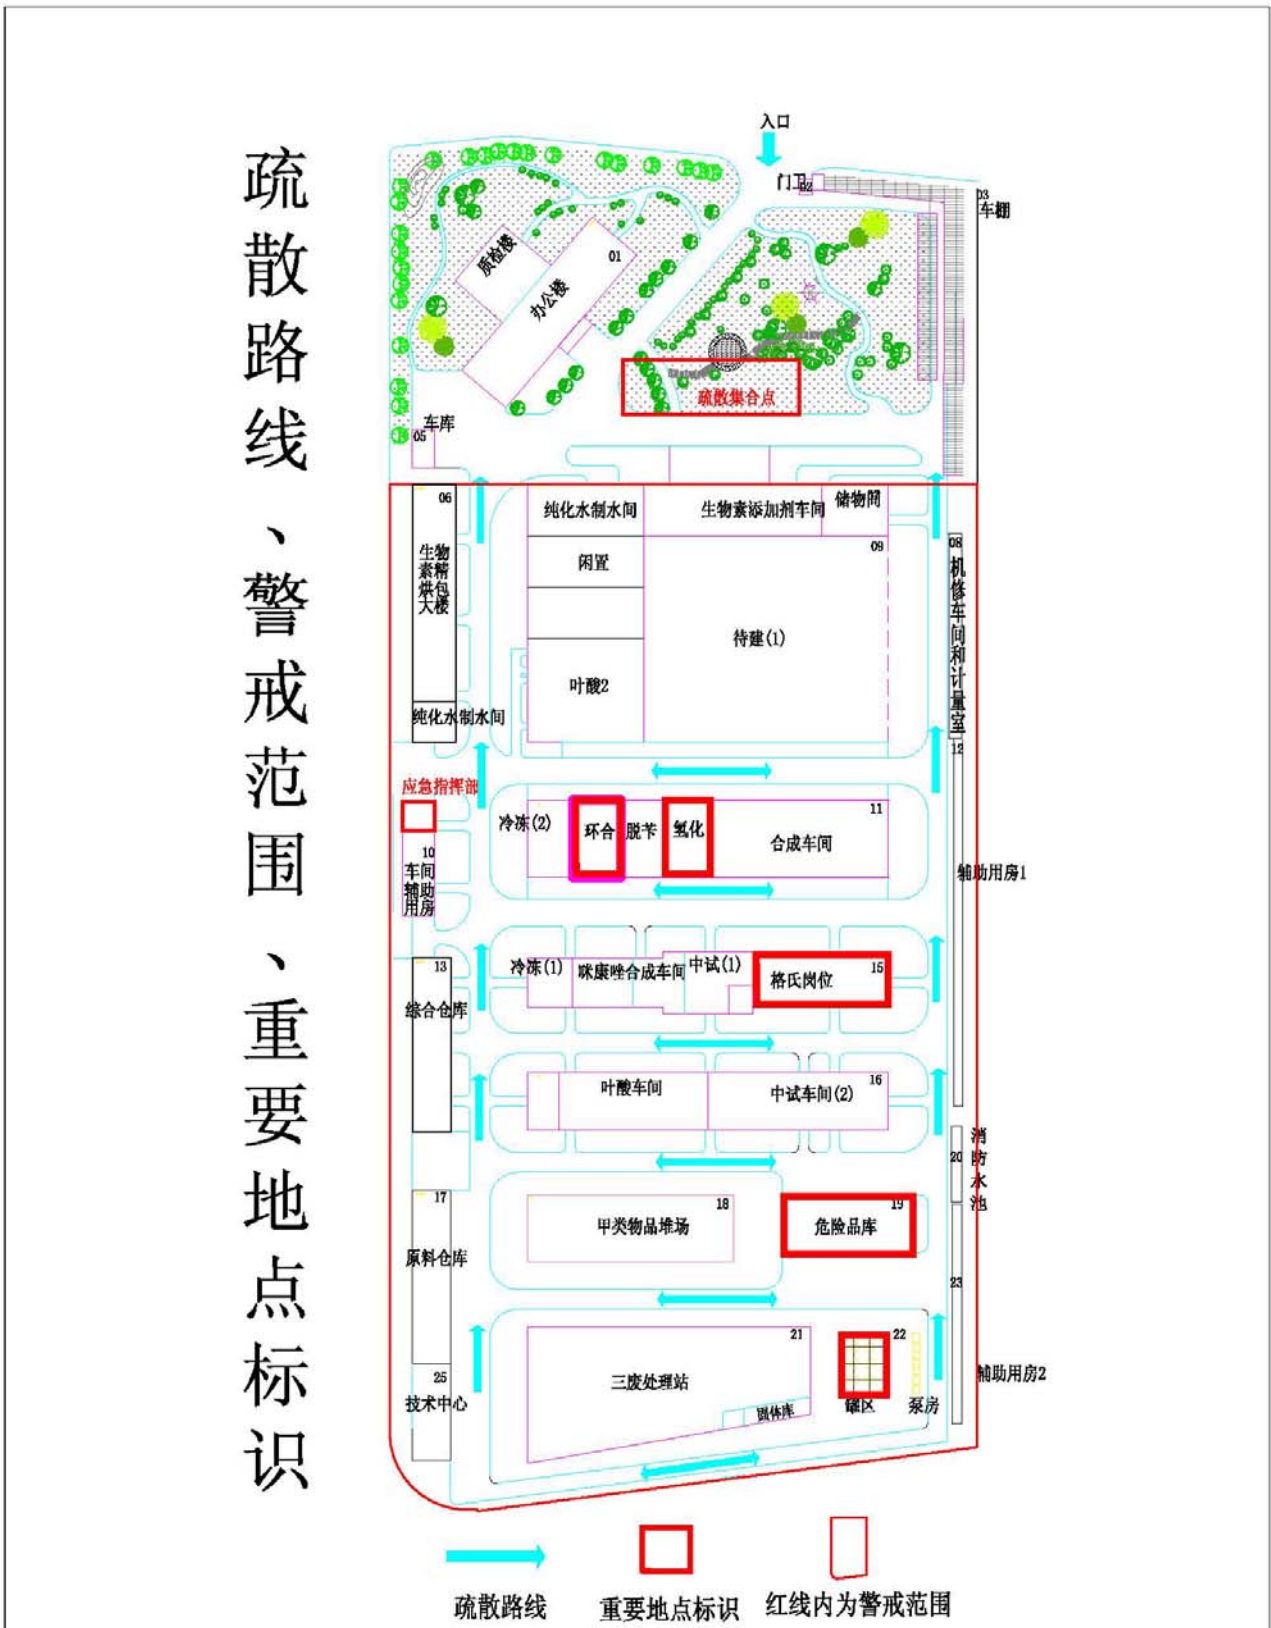 疏散路线、警戒范围、重要地点标识
入口
门卫
02
03
车棚
质检楼
01
办公楼
疏散集合点
车库
05
06
纯化水制水间
生物素添加剂车间
储物间
生物
素精
烘包
大楼
闲置
09
08
机修车间和计量室
待建(1)
叶酸2
纯化水制水间
12
应急指挥部
冷冻(2)
环合
脱苄
氢化
合成车间
11
10
车间
辅助
用房
辅助用房1
13
冷冻(1)
咪康唑合成车间
中试(1)
格氏岗位
15
综合仓库
叶酸车间
中试车间(2)
16
20
消防水池
17
甲类物品堆场
18
危险品库
19
原料仓库
23
21
22
25
三废处理站
技术中心
固体库
罐区
泵房
辅助用房2
疏散路线
重要地点标识
红线内为警戒范围